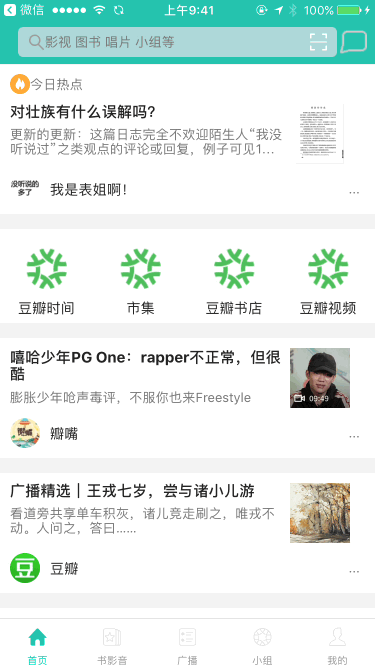 微信 上午9:41 100%
影视 图书 唱片 小组等
今日热点
对壮族有什么误解吗?
更新的更新：这篇日志完全不欢迎陌生人“我没
听说过”之类观点的评论或回复，例子可见1...
没听说的
多了
我是表姐啊！
...
豆瓣时间 市集 豆瓣书店 豆瓣视频
嘻哈少年PG One：rapper不正常，但很
酷
膨胀少年呛声毒评，不服你也来Freestyle
09:49
瓣嘴
...
广播精选｜王戎七岁，尝与诸小儿游
看道旁共享单车积灰，诸儿竞走刷之，唯戎不
动。人问之，答曰......
豆
豆瓣
...
首页 书影音 广播 小组 我的